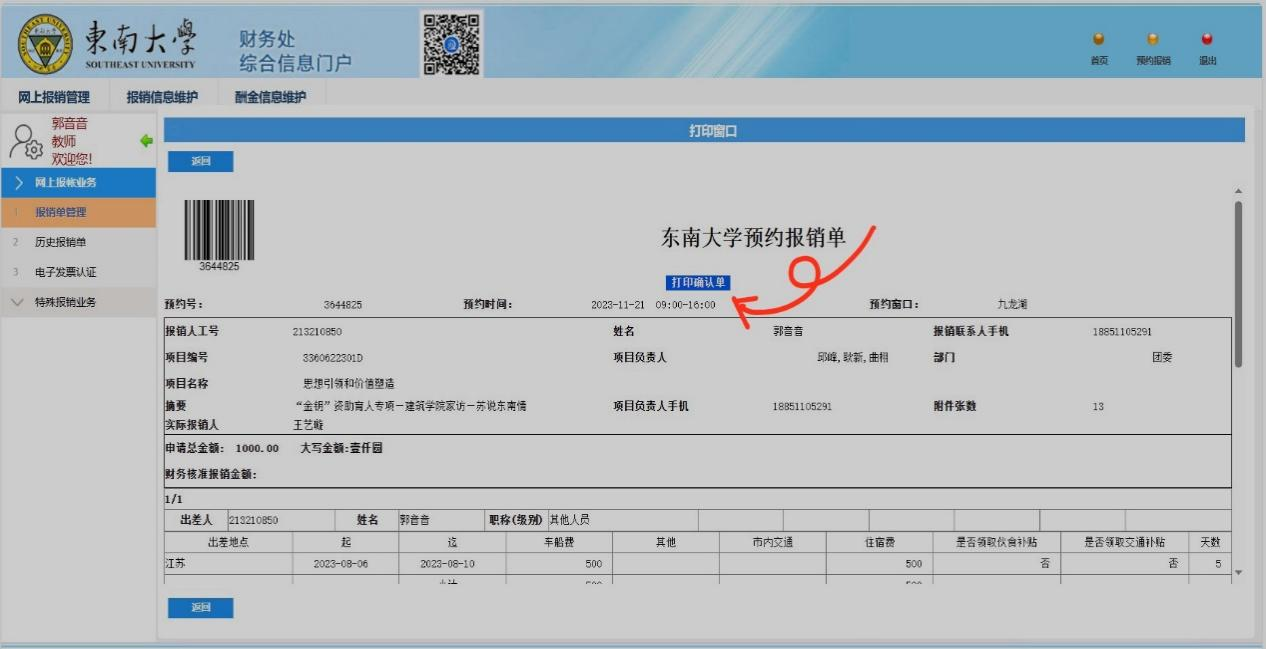 東南大學
SOUTHEAST UNIVERSITY
财务处
综合信息门户
首页 预约报销 退出
网上报销管理 报销信息维护 酬金信息维护
郭音音
教师
欢迎您!
打印窗口
返回
网上报帐业务
1 报销单管理
2 历史报销单
3 电子发票认证
特殊报销业务
3644825
东南大学预约报销单
打印确认单
预约号: 3644825 预约时间: 2023-11-21 09:00-16:00 预约窗口: 九龙湖
报销人工号 213210850 姓名 郭音音 报销联系人手机 18851105291
项目编号 3360622301D 项目负责人 邱峰,耿新,曲栩 部门 团委
项目名称 思想引领和价值塑造
摘要 “金钥”资助育人专项-建筑学院家访-苏说东南情 项目负责人手机 18851105291 附件张数 13
实际报销人 王艺璇
申请总金额: 1000.00 大写金额:壹仟圆
财务核准报销金额:
1/1
出差人 213210850 姓名 郭音音 职称(级别) 其他人员
出差地点 起 迄 车船费 其他 市内交通 住宿费 是否领取伙食补贴 是否领取交通补贴 天数
江苏 2023-08-06 2023-08-10 500 500 否 否 5
返回